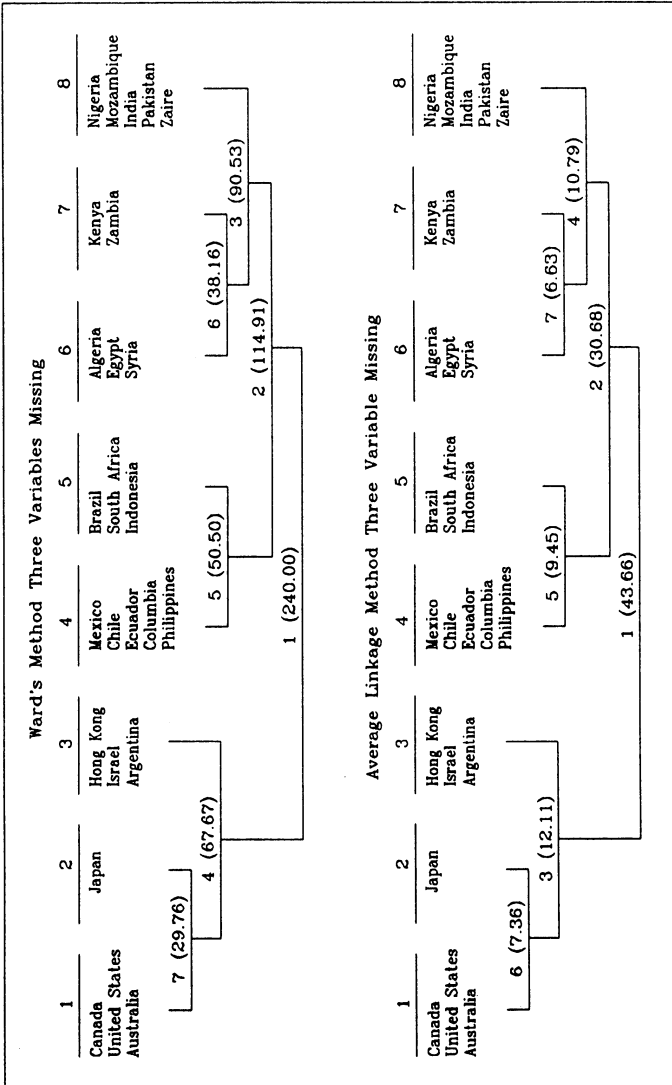 Ward's Method Three Variables Missing
1 2 3 4 5 6 7 8
Canada
United States
Australia
Japan
Hong Kong
Israel
Argentina
Mexico
Chile
Ecuador
Columbia
Philippines
Brazil
South Africa
Indonesia
Algeria
Egypt
Syria
Kenya
Zambia
Nigeria
Mozambique
India
Pakistan
Zaire
7 (29.76)
4 (67.67)
5 (50.50)
1 (240.00)
6 (38.16)
3 (90.53)
2 (114.91)
Average Linkage Method Three Variable Missing
1 2 3 4 5 6 7 8
Canada
United States
Australia
Japan
Hong Kong
Israel
Argentina
Mexico
Chile
Ecuador
Columbia
Philippines
Brazil
South Africa
Indonesia
Algeria
Egypt
Syria
Kenya
Zambia
Nigeria
Mozambique
India
Pakistan
Zaire
6 (7.36)
3 (12.11)
5 (9.45)
1 (43.66)
7 (6.63)
4 (10.79)
2 (30.68)